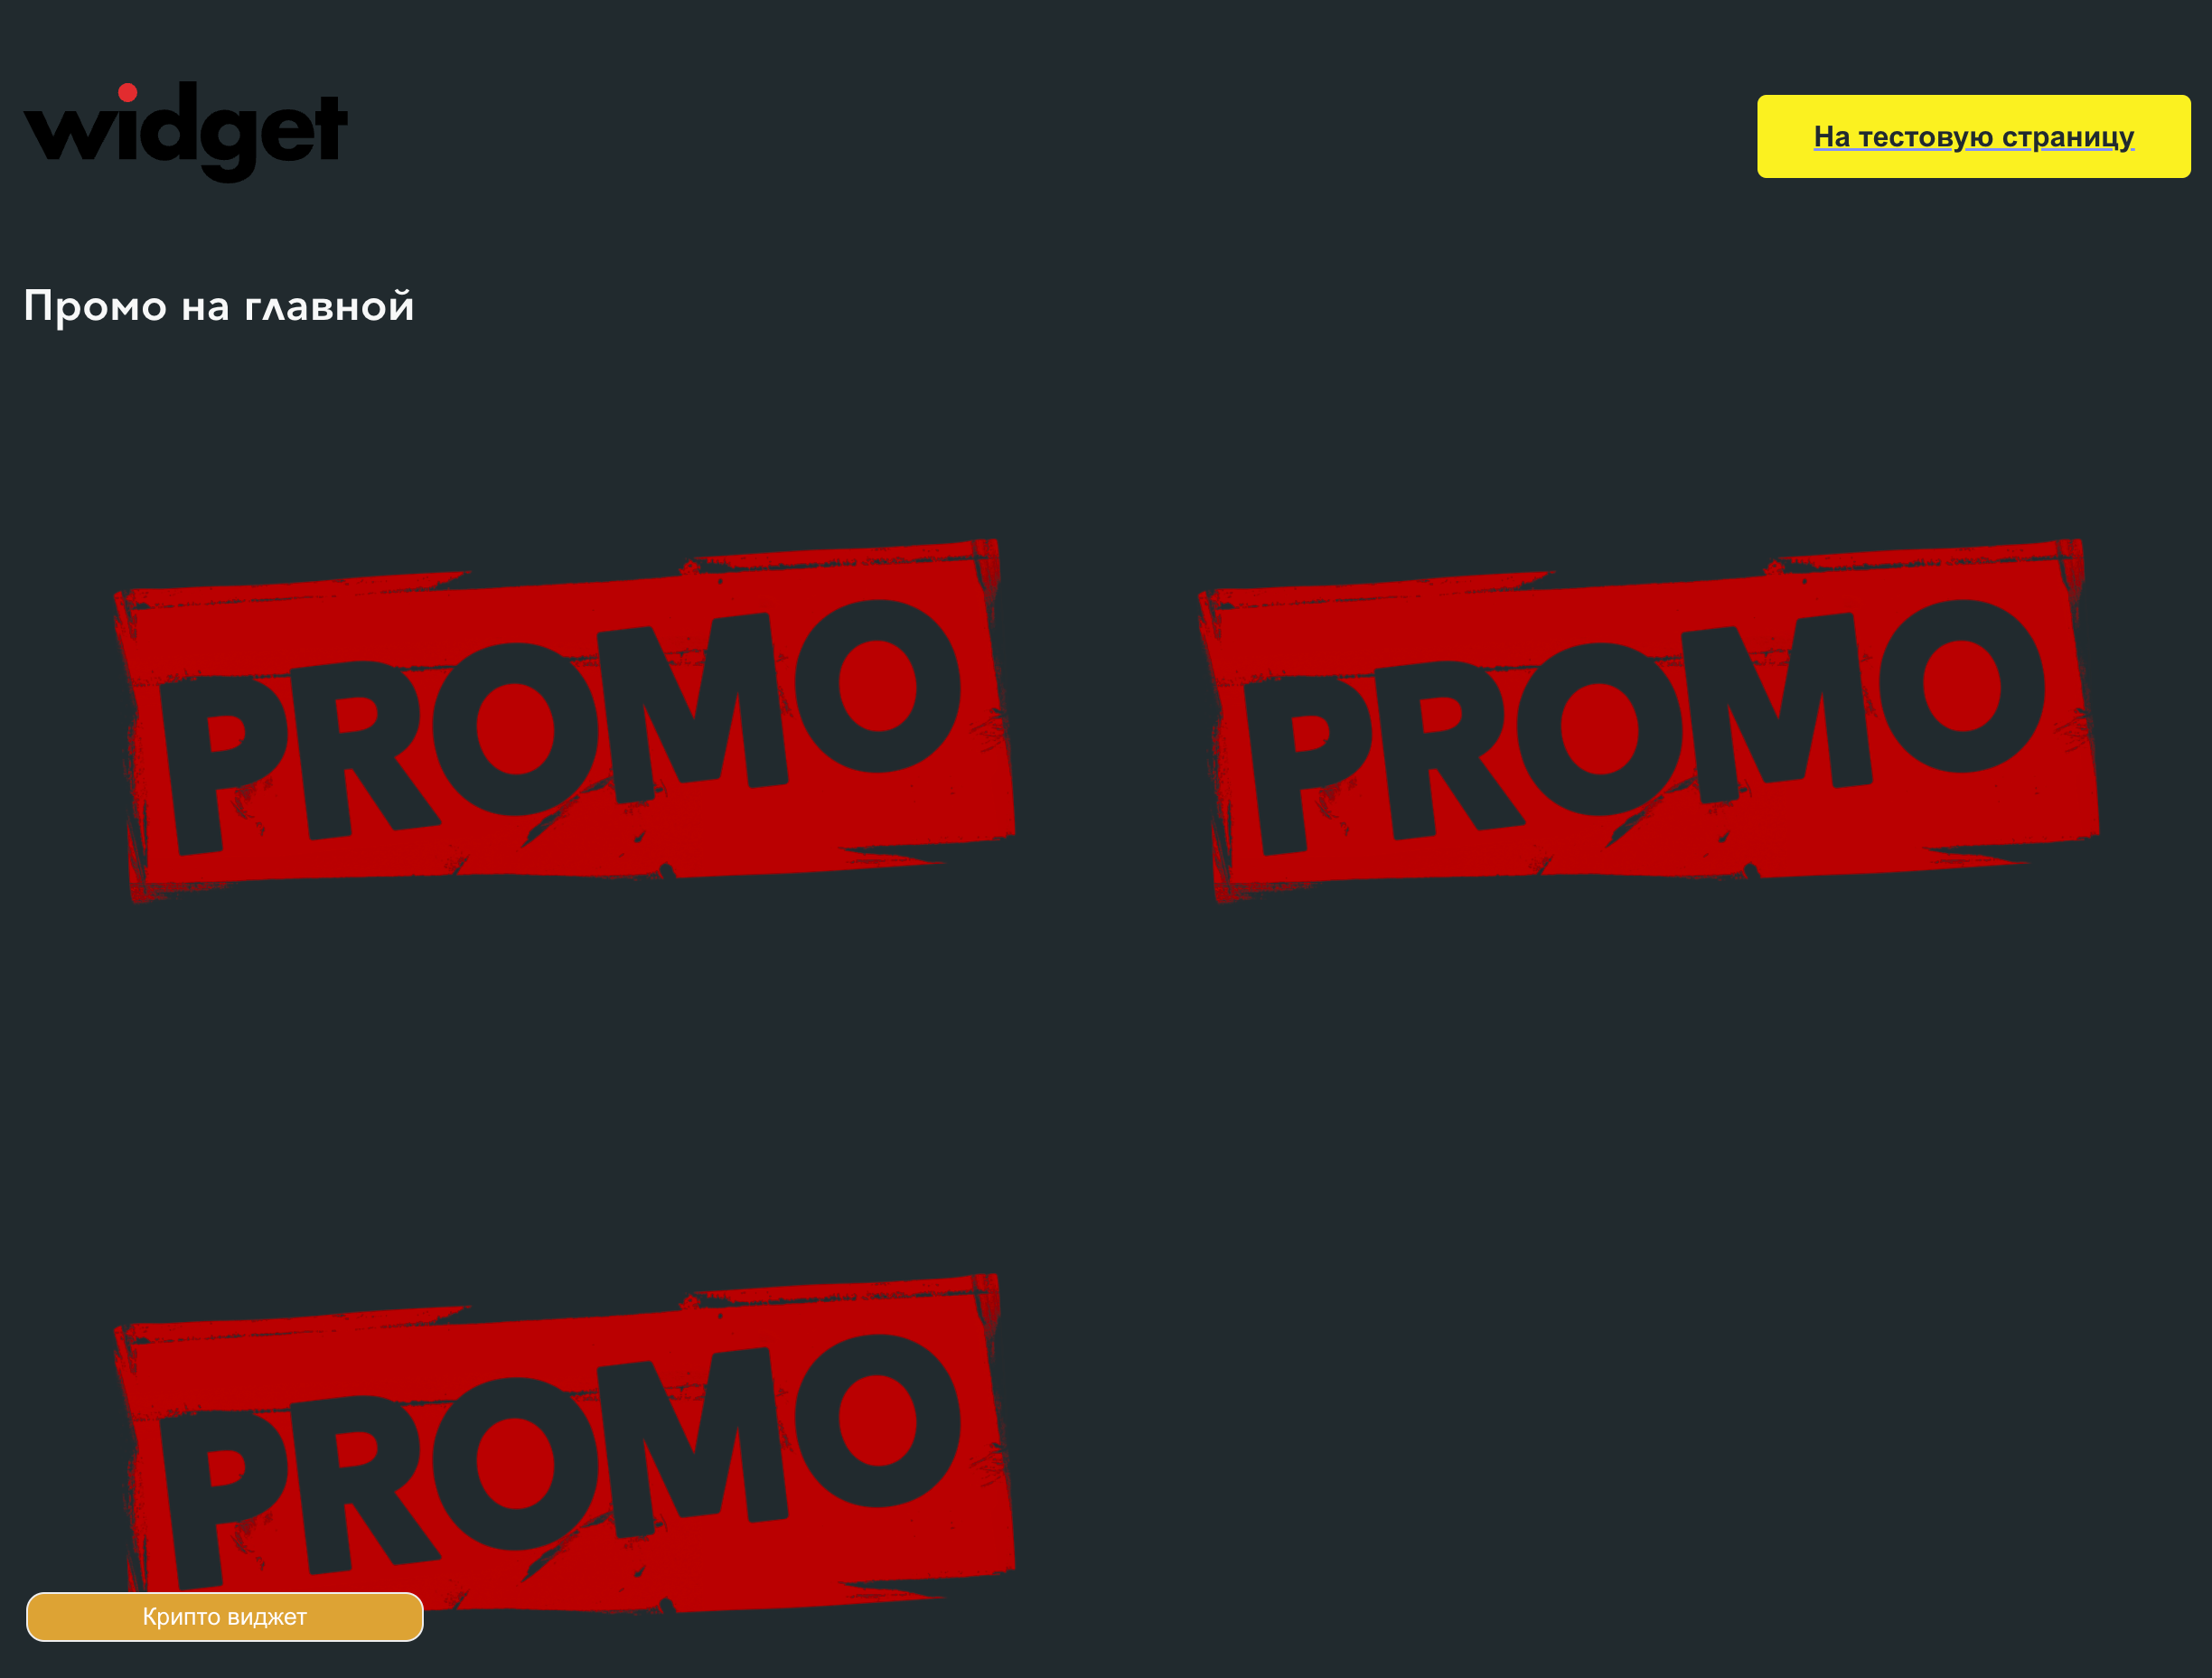 widget
На тестовую страницу
Промо на главной
PROMO
PROMO
PROMO
Крипто виджет